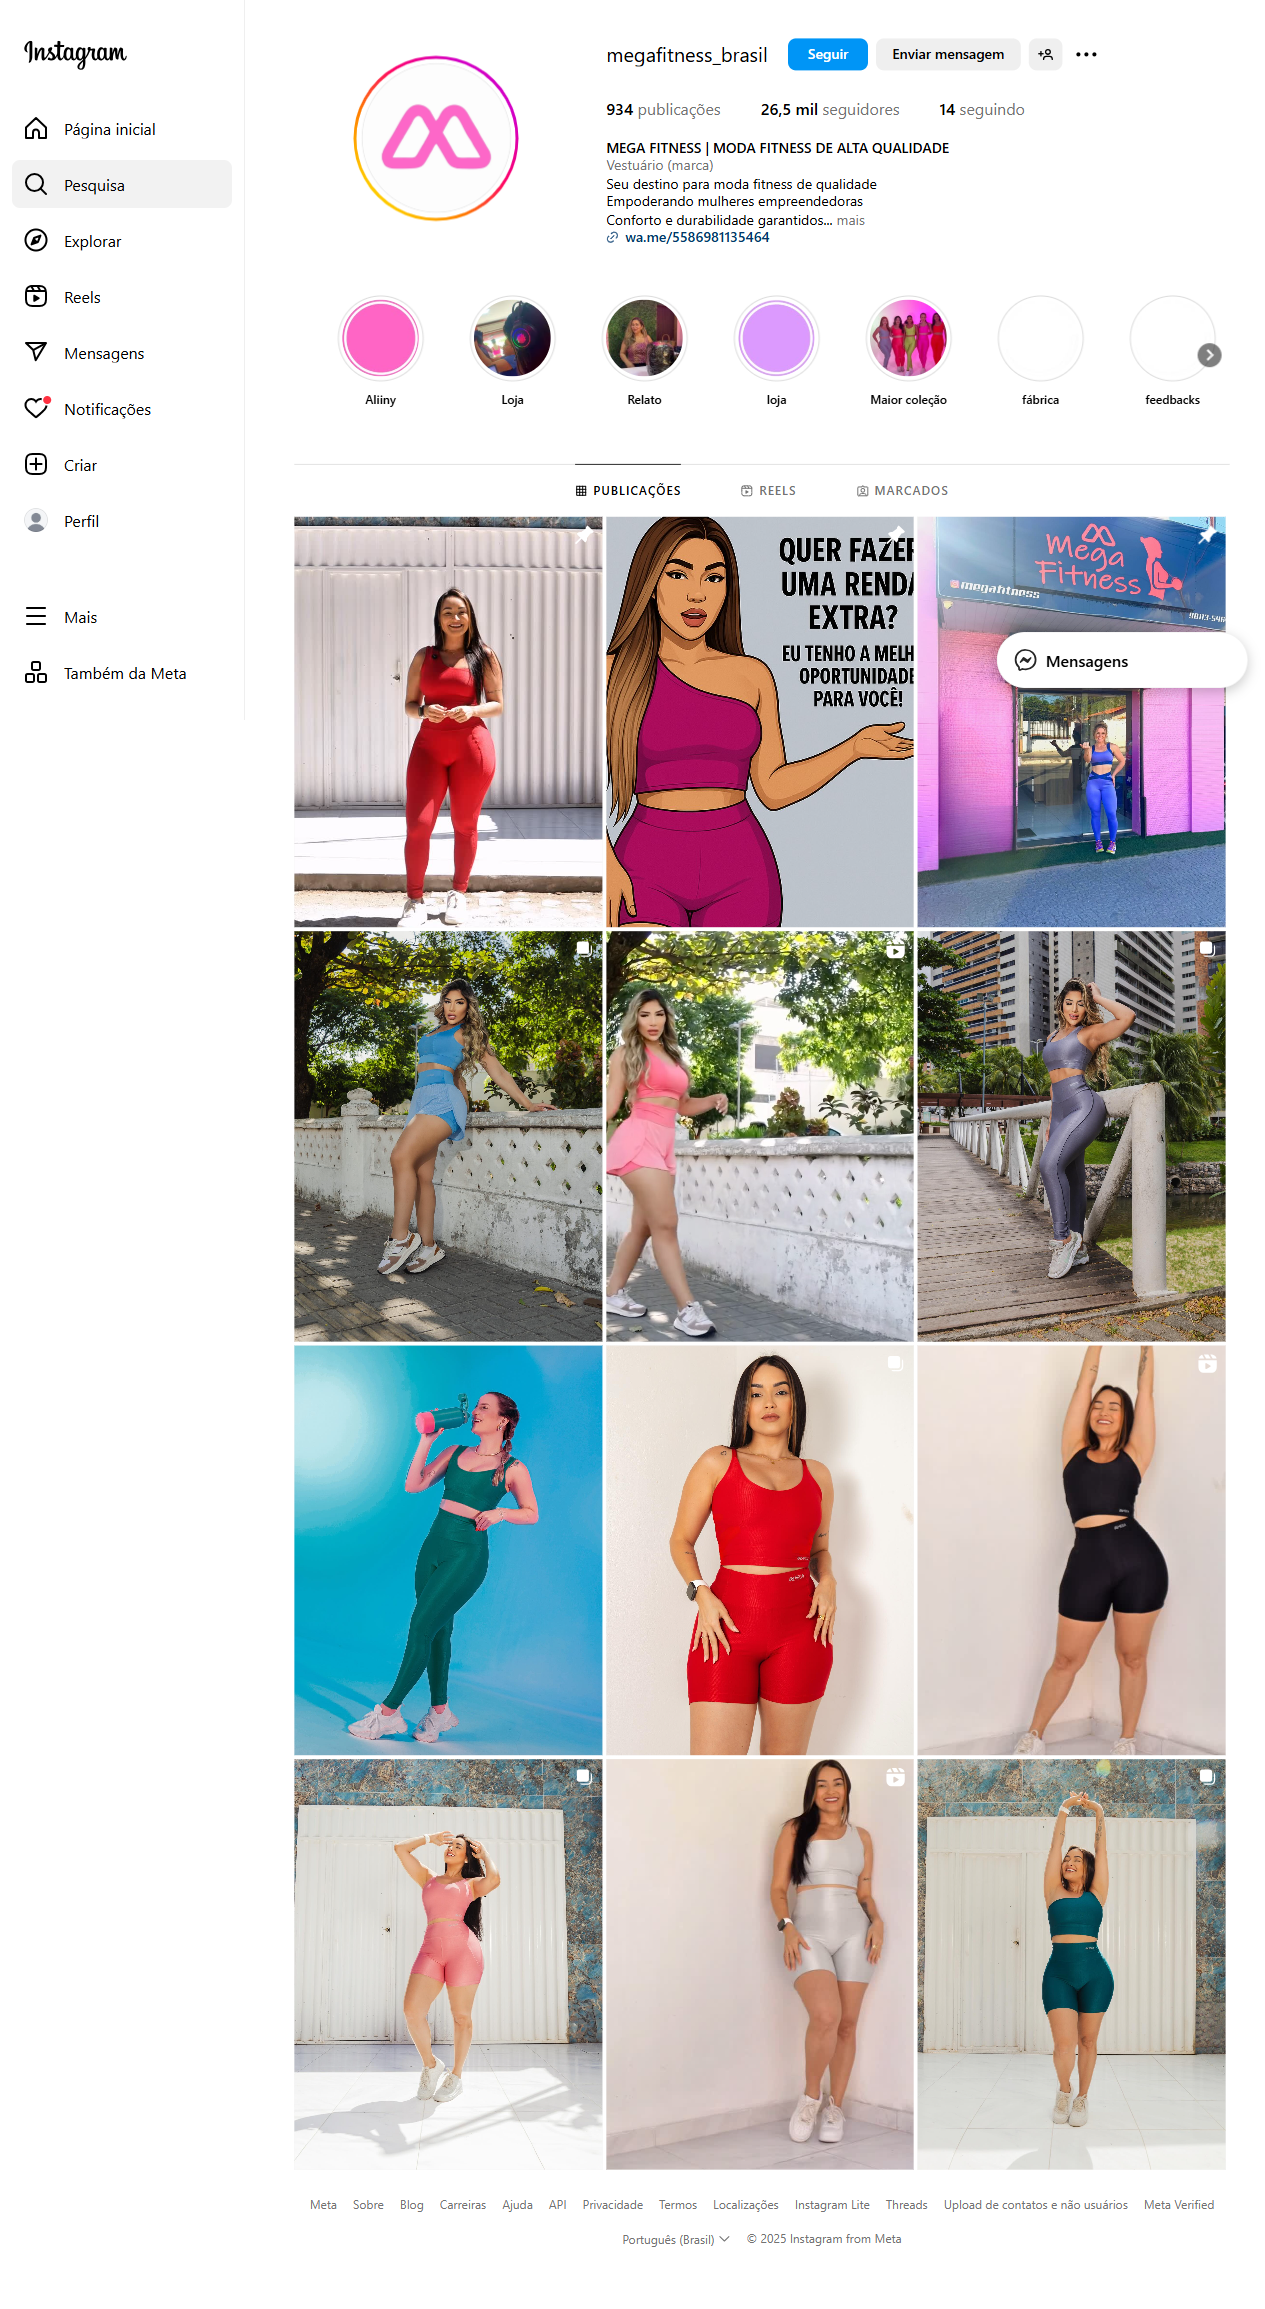 Instagram
Página inicial
Pesquisa
Explorar
Reels
Mensagens
Notificações
Criar
Perfil
Mais
Também da Meta
megafitness_brasil
Seguir
Enviar mensagem
934 publicações
26,5 mil seguidores
14 seguindo
MEGA FITNESS | MODA FITNESS DE ALTA QUALIDADE
Vestuário (marca)
Seu destino para moda fitness de qualidade
Empoderando mulheres empreendedoras
Conforto e durabilidade garantidos... mais
wa.me/5586981135464
Aliiny
Loja
Relato
loja
Maior coleção
fábrica
feedbacks
PUBLICAÇÕES
REELS
MARCADOS
QUER FAZER
UMA RENDA
EXTRA?
EU TENHO A MELH
OPORTUNIDADE
PARA VOCÊ!
Mega
Fitness
megafitness
Mensagens
Meta Sobre Blog Carreiras Ajuda API Privacidade Termos Localizações Instagram Lite Threads Upload de contatos e não usuários Meta Verified
Português (Brasil)
© 2025 Instagram from Meta